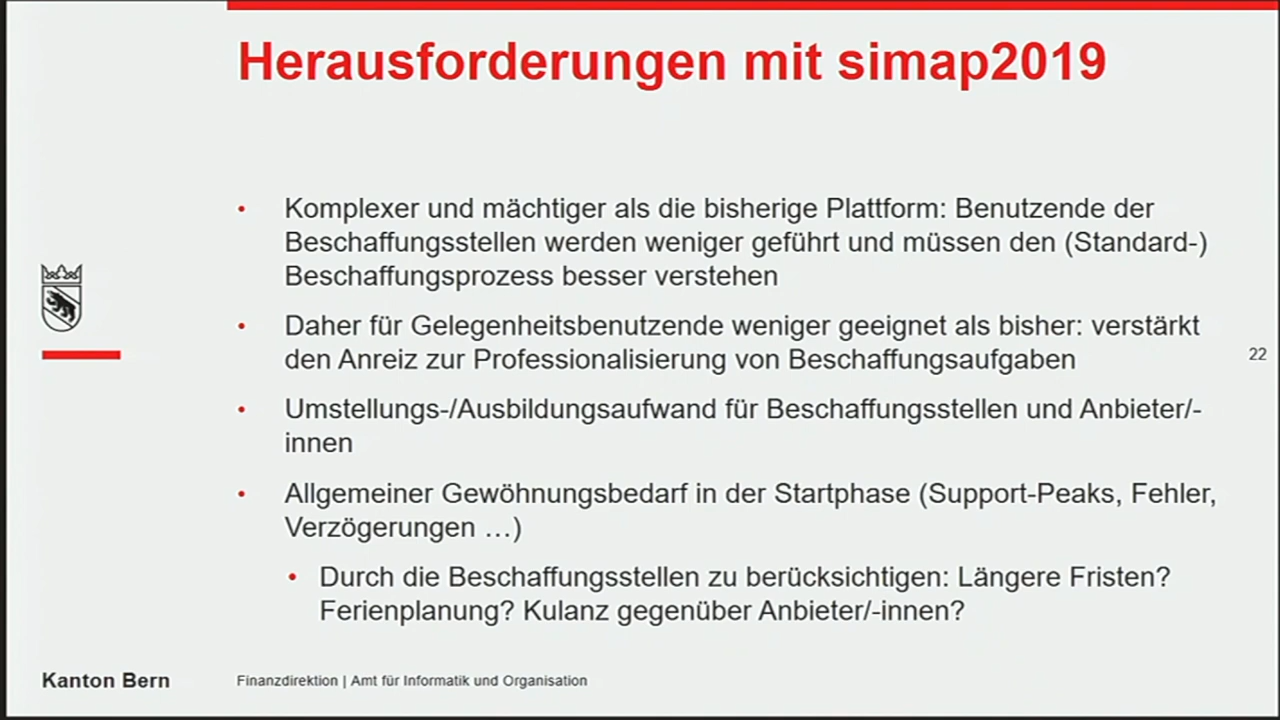 Herausforderungen mit simap2019
• Komplexer und mächtiger als die bisherige Plattform: Benutzende der
Beschaffungsstellen werden weniger geführt und müssen den (Standard-)
Beschaffungsprozess besser verstehen
• Daher für Gelegenheitsbenutzende weniger geeignet als bisher: verstärkt
den Anreiz zur Professionalisierung von Beschaffungsaufgaben
22
• Umstellungs-/Ausbildungsaufwand für Beschaffungsstellen und Anbieter/-
innen
• Allgemeiner Gewöhnungsbedarf in der Startphase (Support-Peaks, Fehler,
Verzögerungen …)
• Durch die Beschaffungsstellen zu berücksichtigen: Längere Fristen?
Ferienplanung? Kulanz gegenüber Anbieter/-innen?
Kanton Bern
Finanzdirektion | Amt für Informatik und Organisation